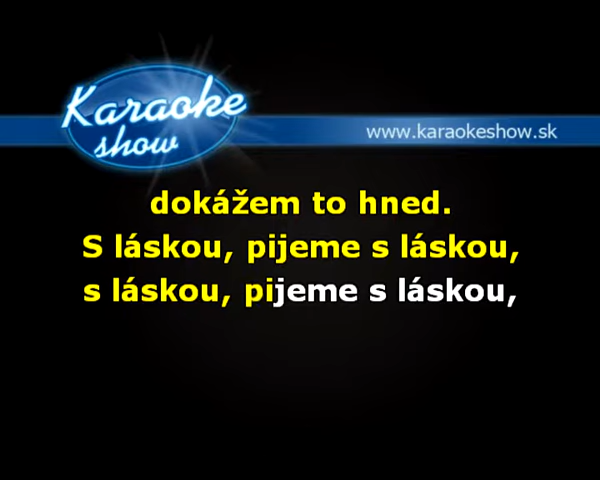 Karaoke
show
www.karaokeshow.sk
dokážem to hned.
S láskou, pijeme s láskou,
s láskou, pijeme s láskou,